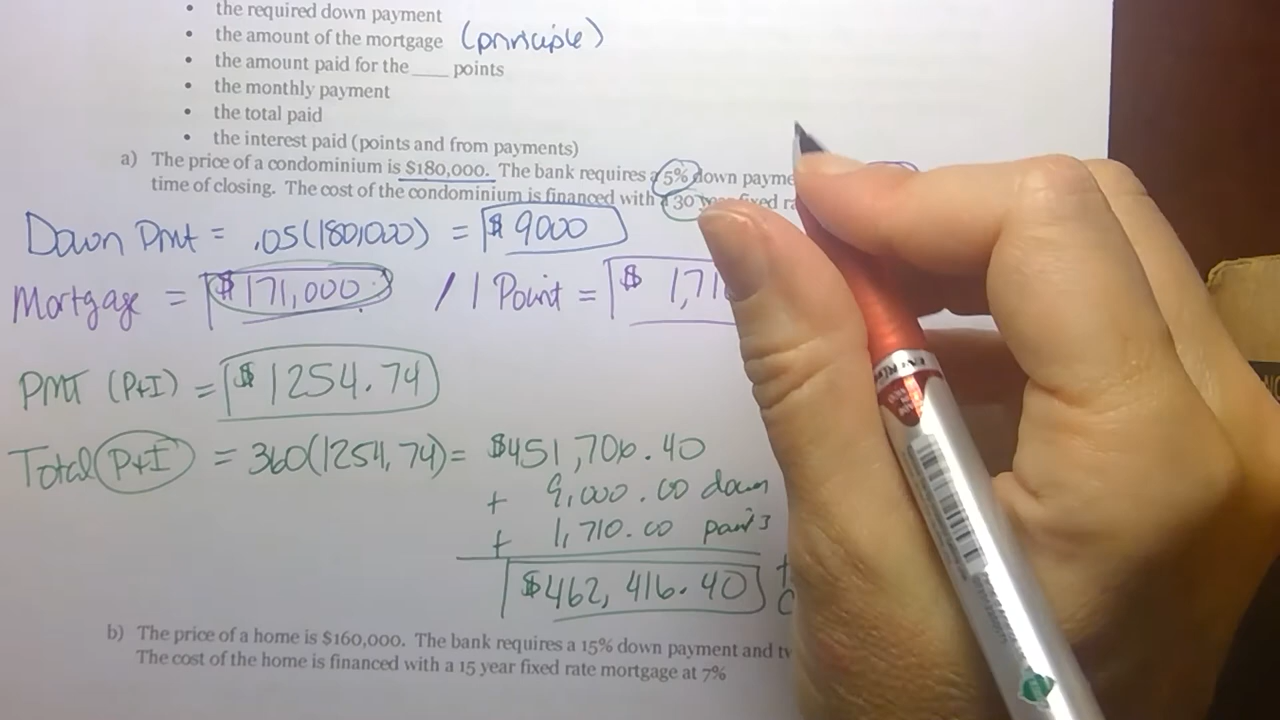 • the required down payment
• the amount of the mortgage (principle)
• the amount paid for the ____ points
• the monthly payment
• the total paid
• the interest paid (points and from payments)
a) The price of a condominium is $180,000. The bank requires a 5% down payme
time of closing. The cost of the condominium is financed with a 30 year fixed ra
Down Pmt = .05(180,000) = $9000
Mortgage = $171,000 / 1 Point = $1,71
PMT (P+I) = $1254.74
Total (P+I) = 360(1254.74) = $451,706.40
+ 9,000.00 down
+ 1,710.00 points
$462,416.40
b) The price of a home is $160,000. The bank requires a 15% down payment and tw
The cost of the home is financed with a 15 year fixed rate mortgage at 7%